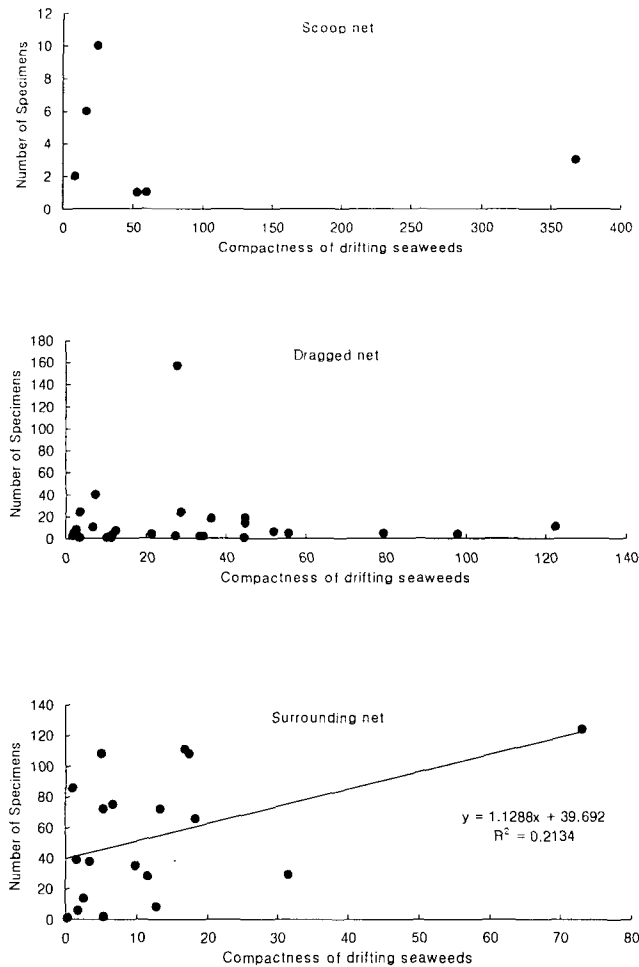 Scoop net
Number of Specimens
12
10
8
6
4
2
0
0 50 100 150 200 250 300 350 400
Compactness of drifting seaweeds
Dragged net
Number of Specimens
180
160
140
120
100
80
60
40
20
0
0 20 40 60 80 100 120 140
Compactness of drifting seaweeds
Surrounding net
Number of Specimens
140
120
100
80
60
40
20
0
y = 1.1288x + 39.692
R² = 0.2134
0 10 20 30 40 50 60 70 80
Compactness of drifting seaweeds